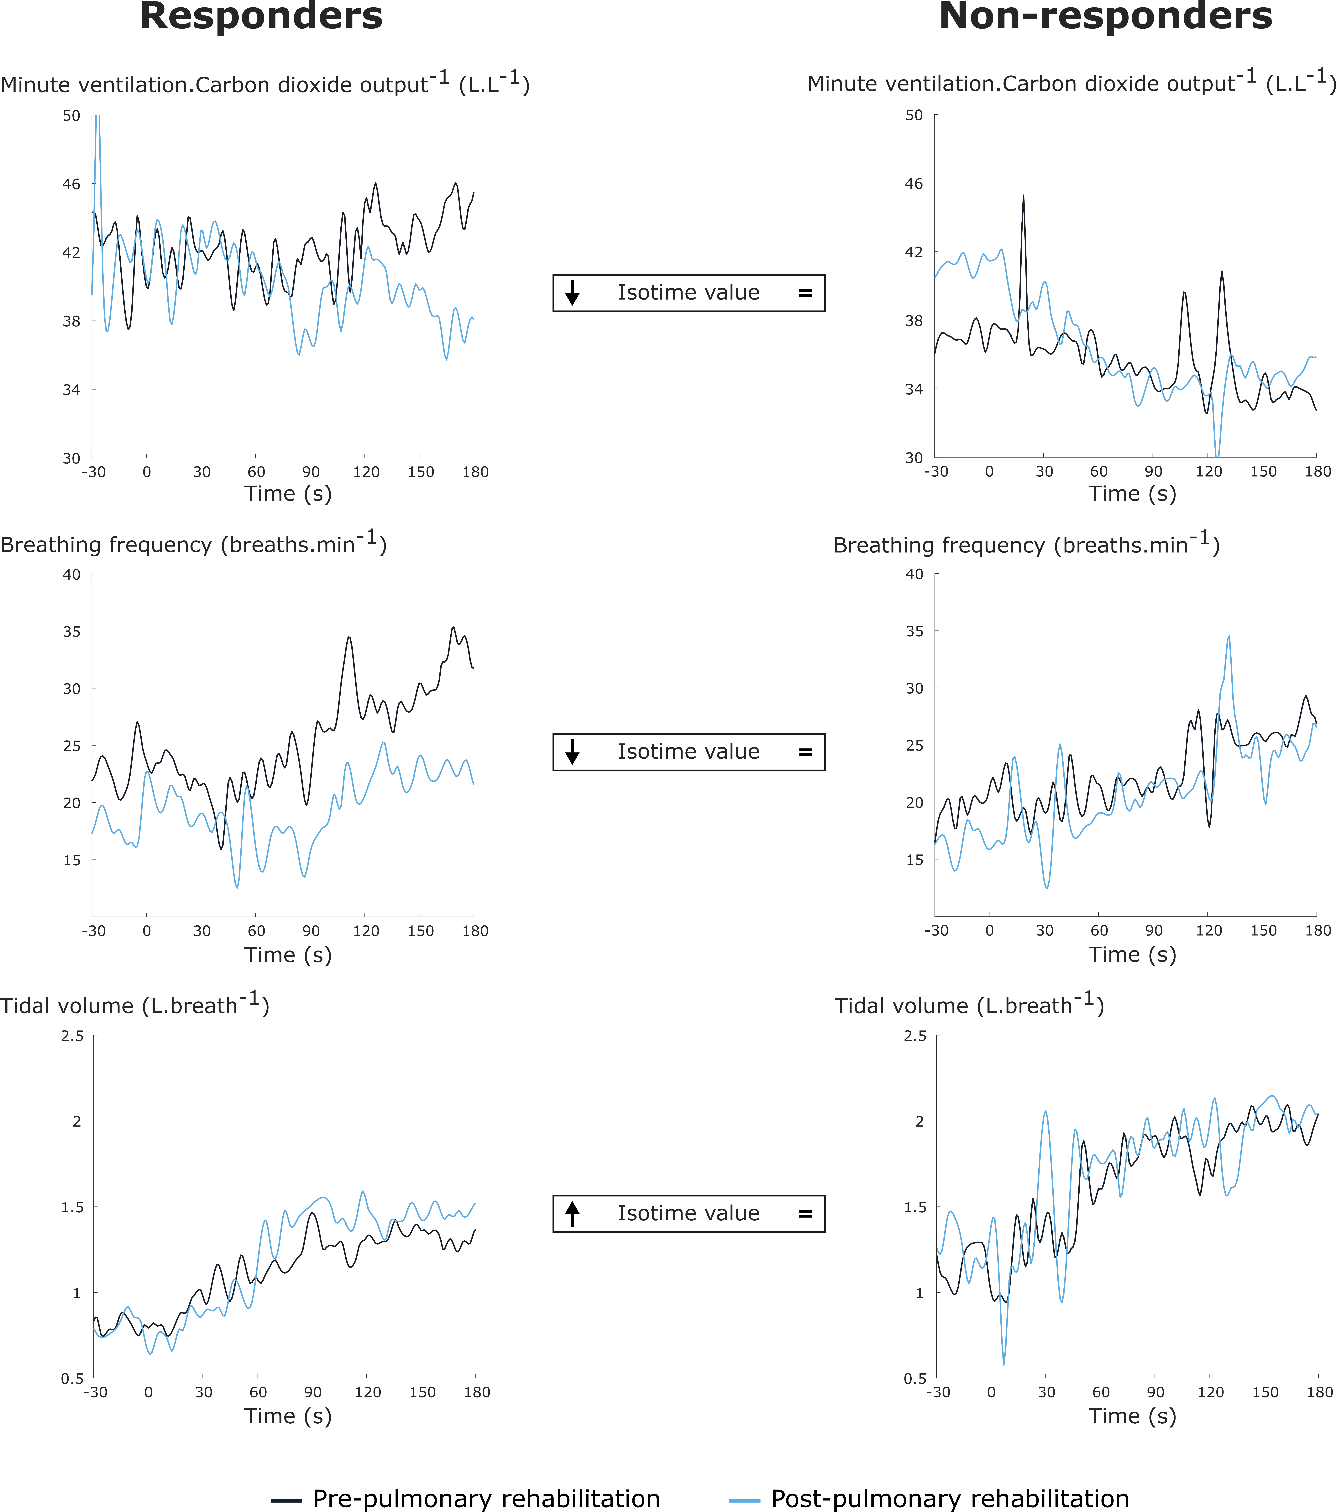 Responders
Non-responders
Minute ventilation.Carbon dioxide output-1 (L.L-1)
Minute ventilation.Carbon dioxide output-1 (L.L-1)
50
46
42
38
34
30
-30 0 30 60 90 120 150 180
Time (s)
↓ Isotime value =
50
46
42
38
34
30
-30 0 30 60 90 120 150 180
Time (s)
Breathing frequency (breaths.min-1)
Breathing frequency (breaths.min-1)
40
35
30
25
20
15
-30 0 30 60 90 120 150 180
Time (s)
↓ Isotime value =
40
35
30
25
20
15
-30 0 30 60 90 120 150 180
Time (s)
Tidal volume (L.breath-1)
Tidal volume (L.breath-1)
2.5
2
1.5
1
0.5
-30 0 30 60 90 120 150 180
Time (s)
↑ Isotime value =
2.5
2
1.5
1
0.5
-30 0 30 60 90 120 150 180
Time (s)
Pre-pulmonary rehabilitation
Post-pulmonary rehabilitation